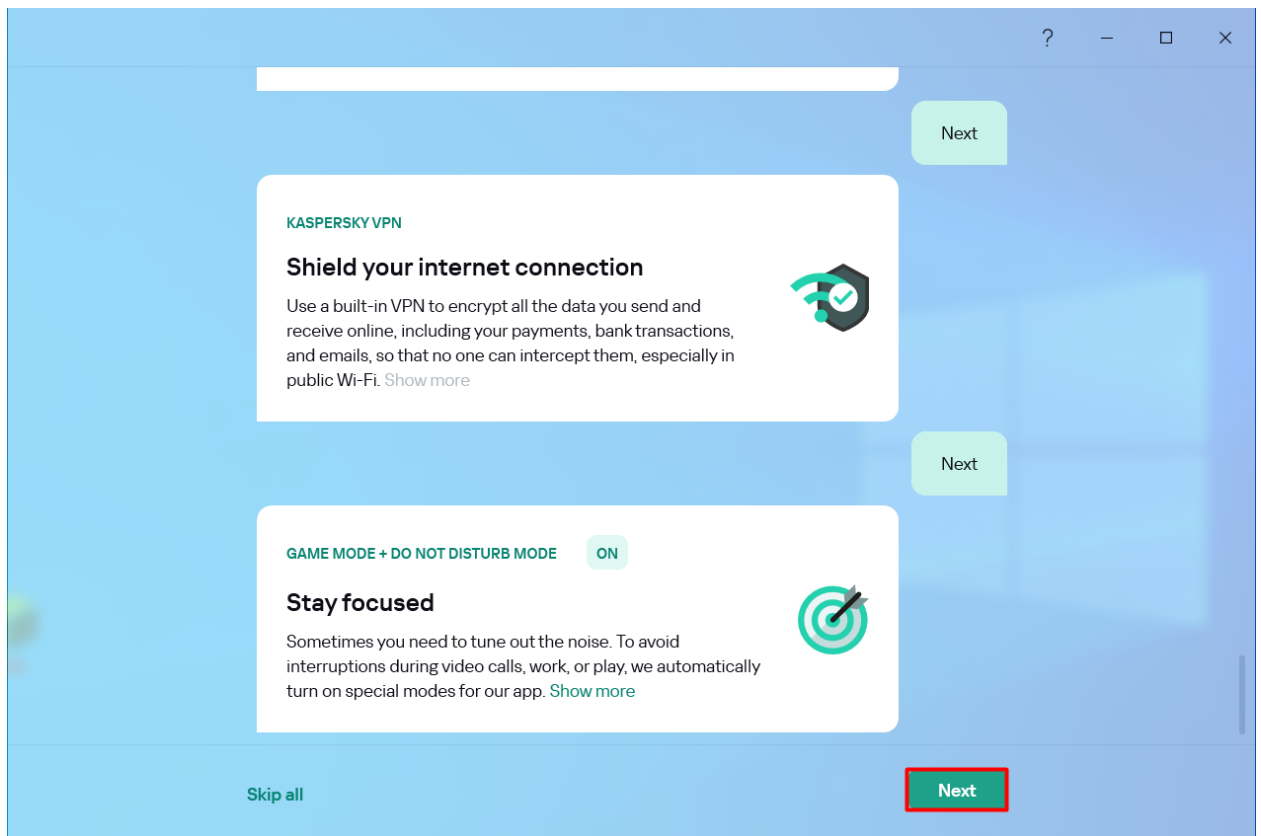 ?
Next
KASPERSKY VPN
Shield your internet connection
Use a built-in VPN to encrypt all the data you send and
receive online, including your payments, bank transactions,
and emails, so that no one can intercept them, especially in
public Wi-Fi. Show more
Next
GAME MODE + DO NOT DISTURB MODE ON
Stay focused
Sometimes you need to tune out the noise. To avoid
interruptions during video calls, work, or play, we automatically
turn on special modes for our app. Show more
Skip all
Next